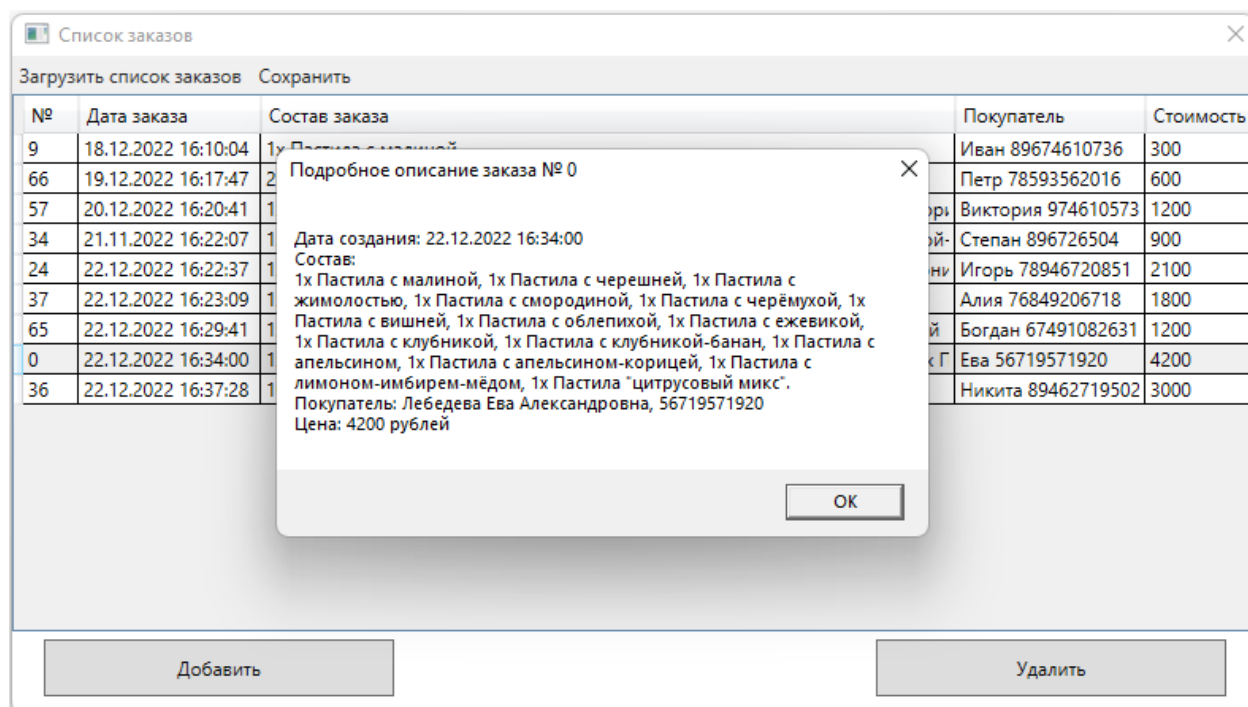 Список заказов
Загрузить список заказов Сохранить
№ Дата заказа Состав заказа Покупатель Стоимость
9 18.12.2022 16:10:04 1x Пастила с малиной Иван 89674610736 300
66 19.12.2022 16:17:47 2 Петр 78593562016 600
57 20.12.2022 16:20:41 1 Виктория 974610573 1200
34 21.11.2022 16:22:07 1 Степан 896726504 900
24 22.12.2022 16:22:37 1 Игорь 78946720851 2100
37 22.12.2022 16:23:09 1 Алия 76849206718 1800
65 22.12.2022 16:29:41 1 й Богдан 67491082631 1200
0 22.12.2022 16:34:00 1 Ева 56719571920 4200
36 22.12.2022 16:37:28 1 Никита 89462719502 3000
Подробное описание заказа № 0
Дата создания: 22.12.2022 16:34:00
Состав:
1x Пастила с малиной, 1x Пастила с черешней, 1x Пастила с
жимолостью, 1x Пастила с смородиной, 1x Пастила с черёмухой, 1x
Пастила с вишней, 1x Пастила с облепихой, 1x Пастила с ежевикой,
1x Пастила с клубникой, 1x Пастила с клубникой-банан, 1x Пастила с
апельсином, 1x Пастила с апельсином-корицей, 1x Пастила с
лимоном-имбирем-мёдом, 1x Пастила "цитрусовый микс".
Покупатель: Лебедева Ева Александровна, 56719571920
Цена: 4200 рублей
ОК
Добавить Удалить